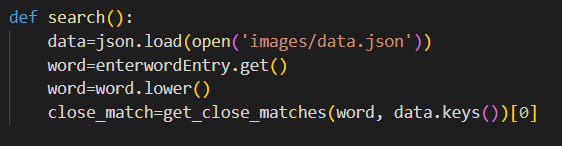 def search():
    data=json.load(open('images/data.json'))
    word=enterwordEntry.get()
    word=word.lower()
    close_match=get_close_matches(word, data.keys())[0]